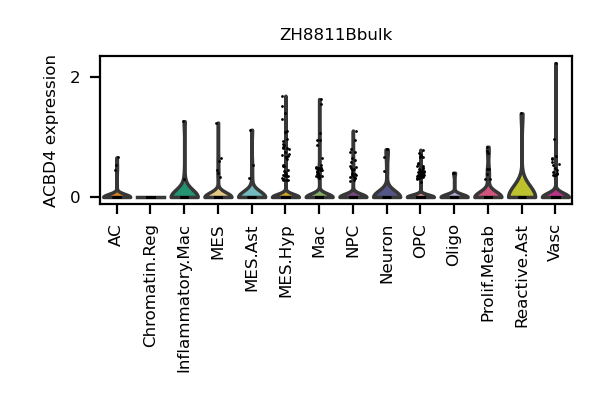 ZH8811Bbulk
ACBD4 expression
2
0
AC
Chromatin.Reg
Inflammatory.Mac
MES
MES.Ast
MES.Hyp
Mac
NPC
Neuron
OPC
Oligo
Prolif.Metab
Reactive.Ast
Vasc